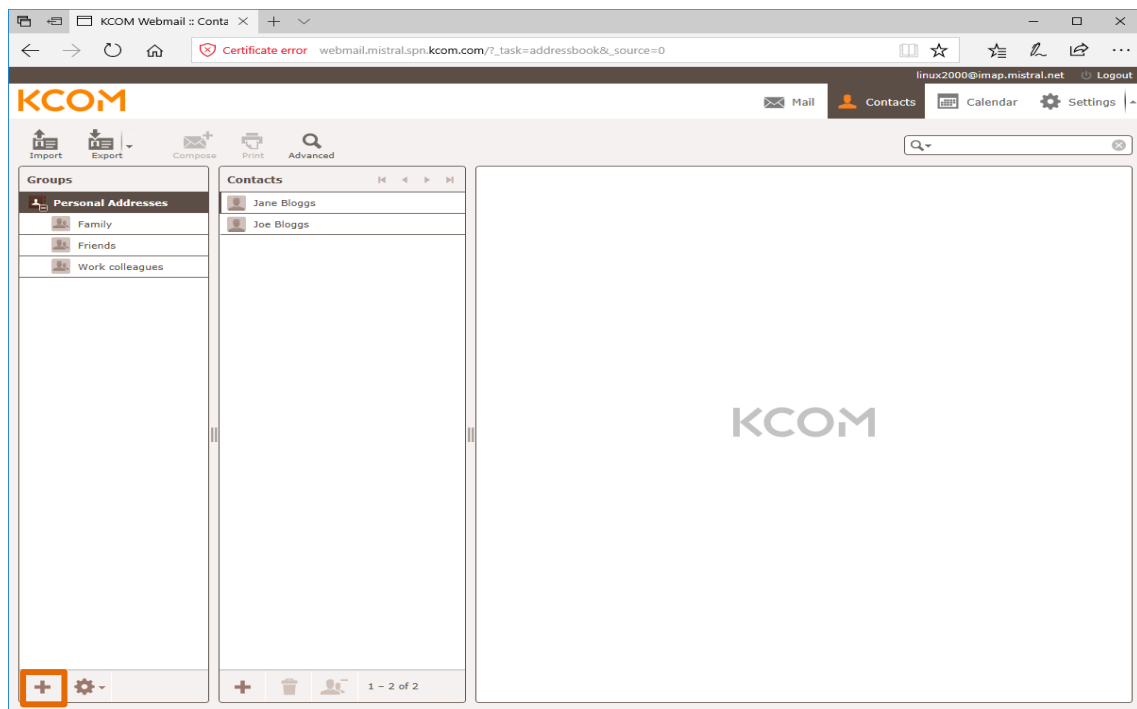 KCOM Webmail :: Conta
Certificate error webmail.mistral.spn.kcom.com/?_task=addressbook&_source=0
linux2000@imap.mistral.net Logout
KCOM
Mail Contacts Calendar Settings
Import Export Compose Print Advanced
Groups
Personal Addresses
Family
Friends
Work colleagues
Contacts
Jane Bloggs
Joe Bloggs
KCOM
1 – 2 of 2